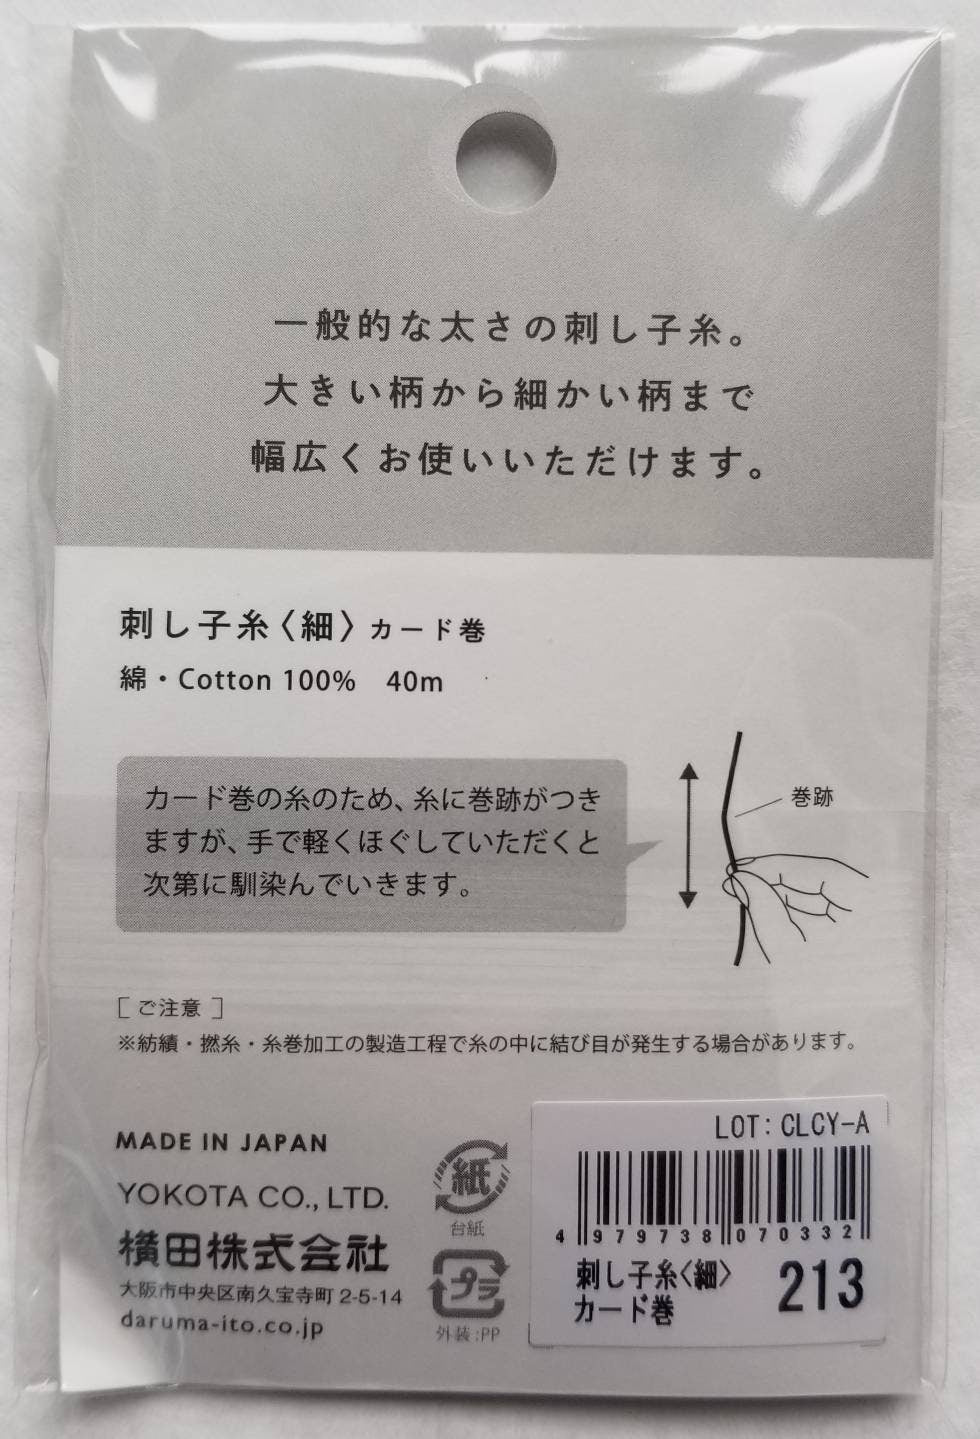 一般的な太さの刺し子糸。
大きい柄から細かい柄まで
幅広くお使いいただけます。
刺し子糸〈細〉カード巻
綿・Cotton 100%　40m
カード巻の糸のため、糸に巻跡がつき
ますが、手で軽くほぐしていただくと
次第に馴染んでいきます。
巻跡
［ご注意］
※紡績・撚糸・糸巻加工の製造工程で糸の中に結び目が発生する場合があります。
MADE IN JAPAN
YOKOTA CO., LTD.
横田株式会社
大阪市中央区南久宝寺町 2-5-14
daruma-ito.co.jp
紙
台紙
プラ
外装:PP
LOT: CLCY-A
4 979738 070332
刺し子糸〈細〉
カード巻
213